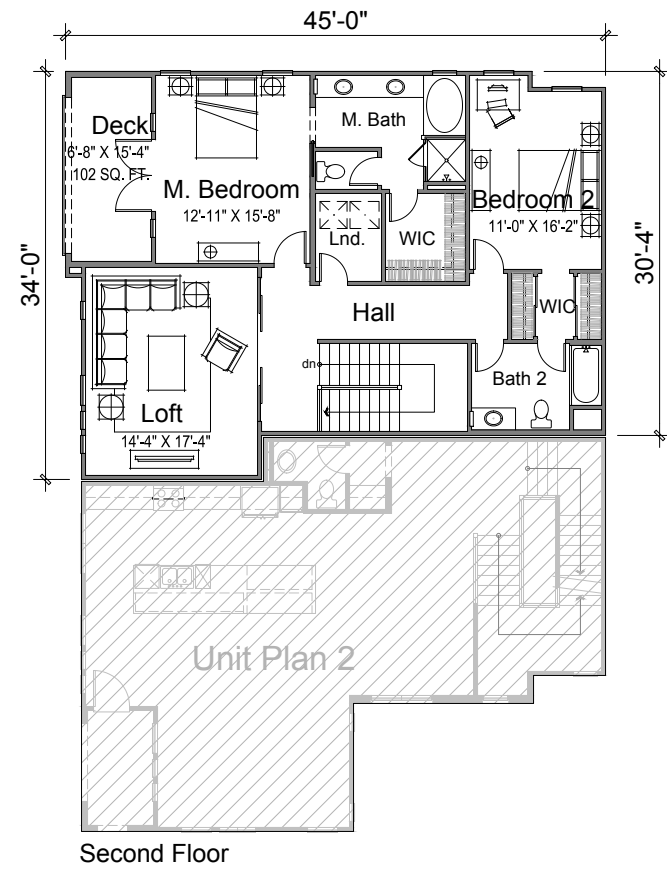 45'-0"
34'-0"
30'-4"
Deck
6'-8" X 15'-4"
102 SQ. FT.
M. Bedroom
12'-11" X 15'-8"
M. Bath
Bedroom 2
11'-0" X 16'-2"
Lnd.
WIC
WIC
Hall
dn
Bath 2
Loft
14'-4" X 17'-4"
Unit Plan 2
Second Floor